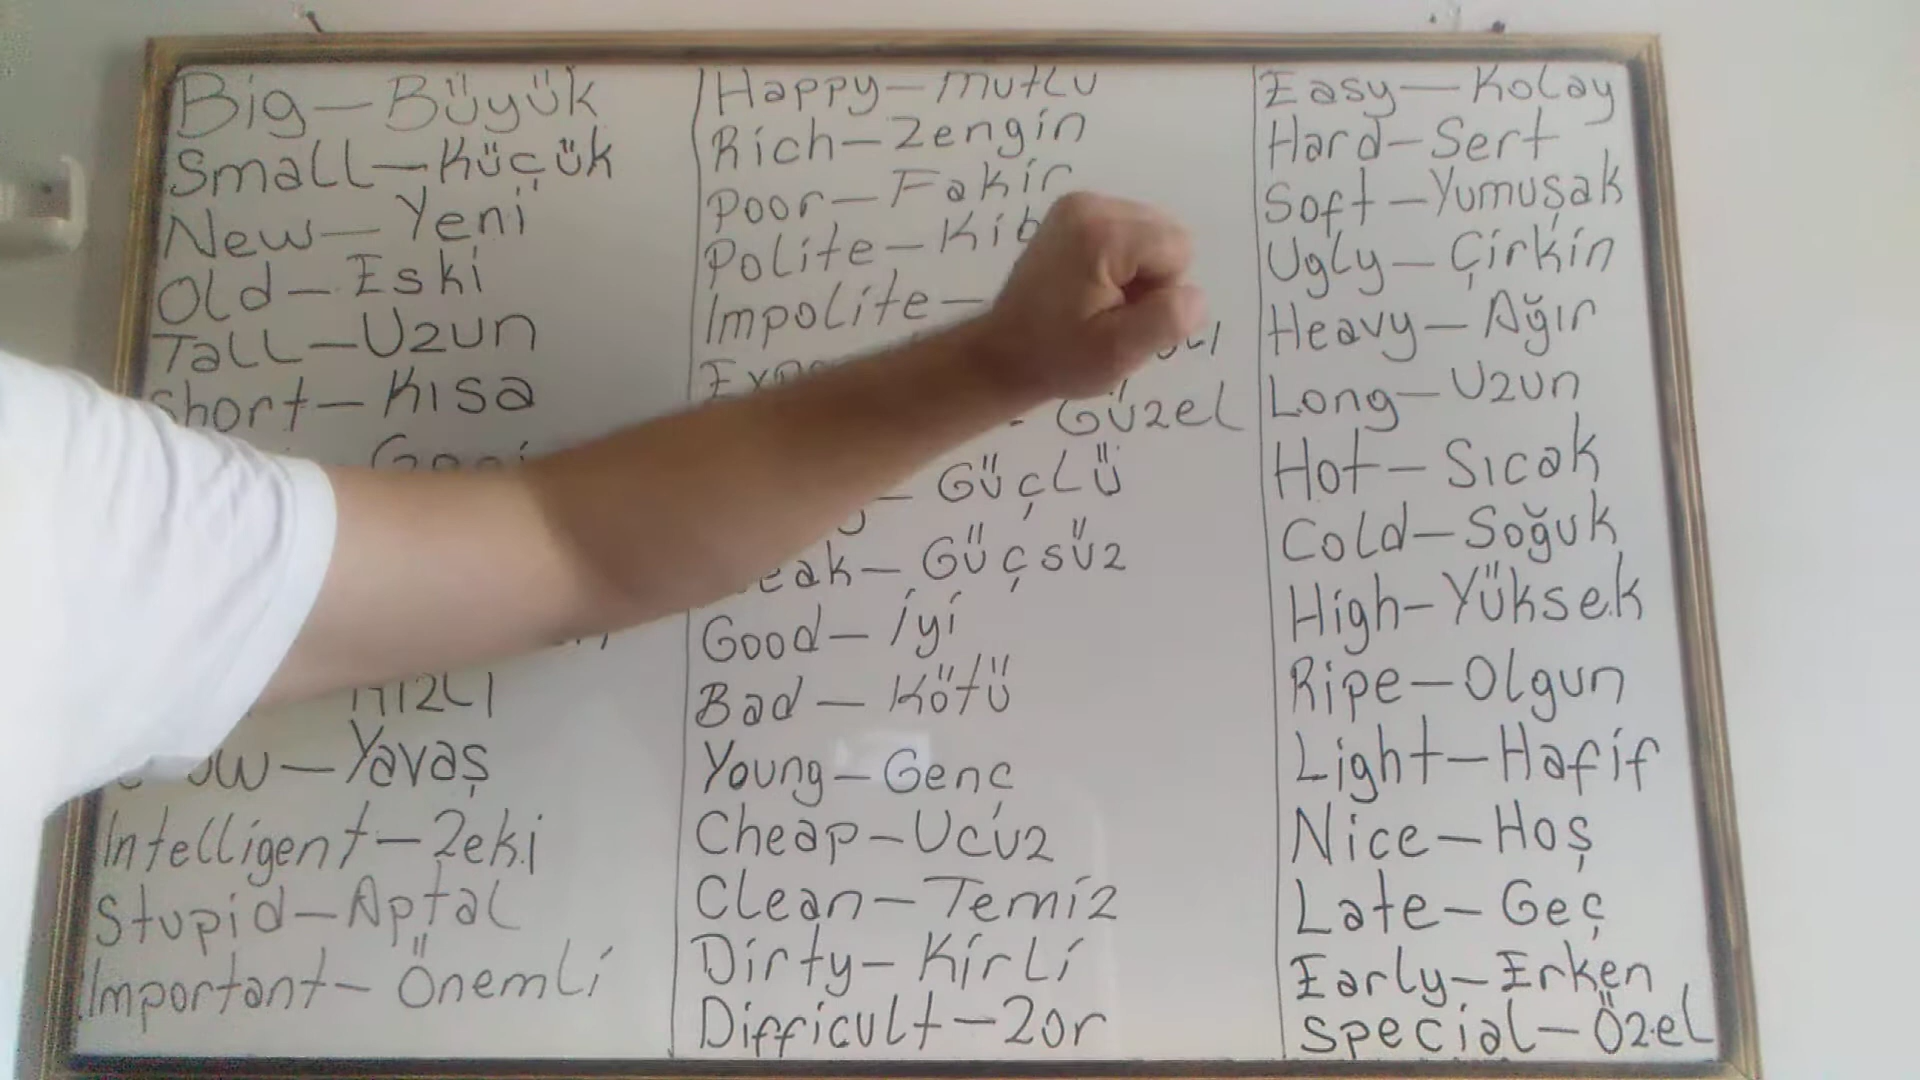 Big — Büyük
Small — Küçük
New — Yeni
Old — Eski
Tall — Uzun
Short — Kısa
Yavaş
Intelligent — Zeki
Stupid — Aptal
Important — Önemli
Happy — Mutlu
Rich — Zengin
Poor — Fakir
Polite —
Impolite —
Güzel
Güçlü
Güçsüz
Good — İyi
Bad — Kötü
Young — Genç
Cheap — Ucuz
Clean — Temiz
Dirty — Kirli
Difficult — Zor
Easy — Kolay
Hard — Sert
Soft — Yumuşak
Ugly — Çirkin
Heavy — Ağır
Long — Uzun
Hot — Sıcak
Cold — Soğuk
High — Yüksek
Ripe — Olgun
Light — Hafif
Nice — Hoş
Late — Geç
Early — Erken
Special — Özel